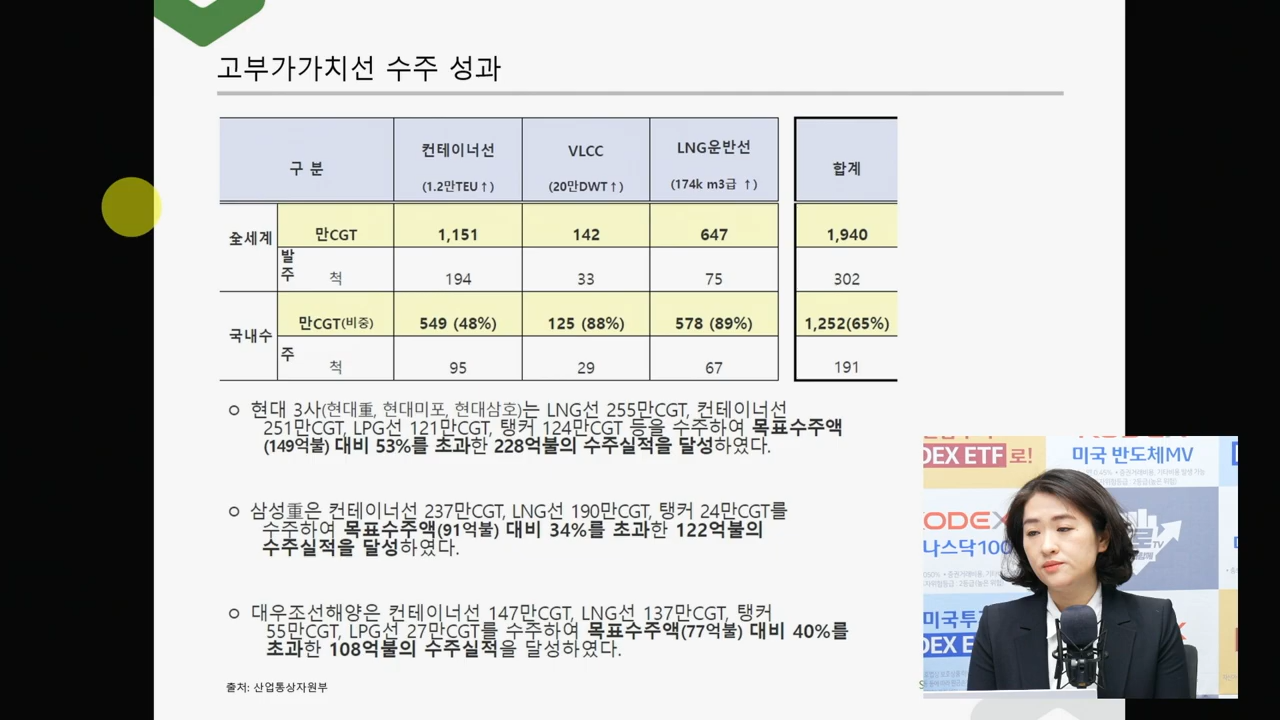 고부가가치선 수주 성과
구 분
컨테이너선
(1.2만TEU↑)
VLCC
(20만DWT↑)
LNG운반선
(174k m3급 ↑)
합계
全세계
발
주
만CGT 1,151 142 647 1,940
척 194 33 75 302
국내수
주
만CGT(비중) 549 (48%) 125 (88%) 578 (89%) 1,252(65%)
척 95 29 67 191
○ 현대 3사(현대重, 현대미포, 현대삼호)는 LNG선 255만CGT, 컨테이너선
251만CGT, LPG선 121만CGT, 탱커 124만CGT 등을 수주하여 목표수주액
(149억불) 대비 53%를 초과한 228억불의 수주실적을 달성하였다.
○ 삼성重은 컨테이너선 237만CGT, LNG선 190만CGT, 탱커 24만CGT를
수주하여 목표수주액(91억불) 대비 34%를 초과한 122억불의
수주실적을 달성하였다.
○ 대우조선해양은 컨테이너선 147만CGT, LNG선 137만CGT, 탱커
55만CGT, LPG선 27만CGT를 수주하여 목표수주액(77억불) 대비 40%를
초과한 108억불의 수주실적을 달성하였다.
출처: 산업통상자원부
DEX ETF로!
미국 반도체MV
KODEX
나스닥100
미국투
DEX E